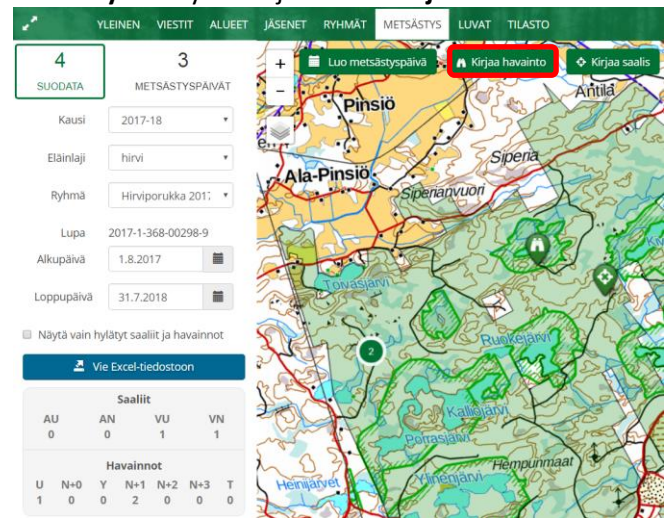 YLEINEN VIESTIT ALUEET JÄSENET RYHMÄT METSÄSTYS LUVAT TILASTO
4
SUODATA
3
METSÄSTYSPÄIVÄT
Kausi 2017-18
Eläinlaji hirvi
Ryhmä Hirviporukka 2017
Lupa 2017-1-368-00298-9
Alkupäivä 1.8.2017
Loppupäivä 31.7.2018
Näytä vain hylätyt saaliit ja havainnot
Vie Excel-tiedostoon
Saaliit
AU AN VU VN
0 0 1 1
Havainnot
U N+0 Y N+1 N+2 N+3 T
1 0 0 2 0 0 0
+ Luo metsästyspäivä Kirjaa havainto Kirjaa saalis
−
Antila
Pinsiö
Siperia
Ala-Pinsiö
Siperianvuori
Toivasjärvi
2
Ruokejärvi
Kalliojärvi
Porrasjärvi
Hempunmaat
Heinijärvet
Ylinenjärvi